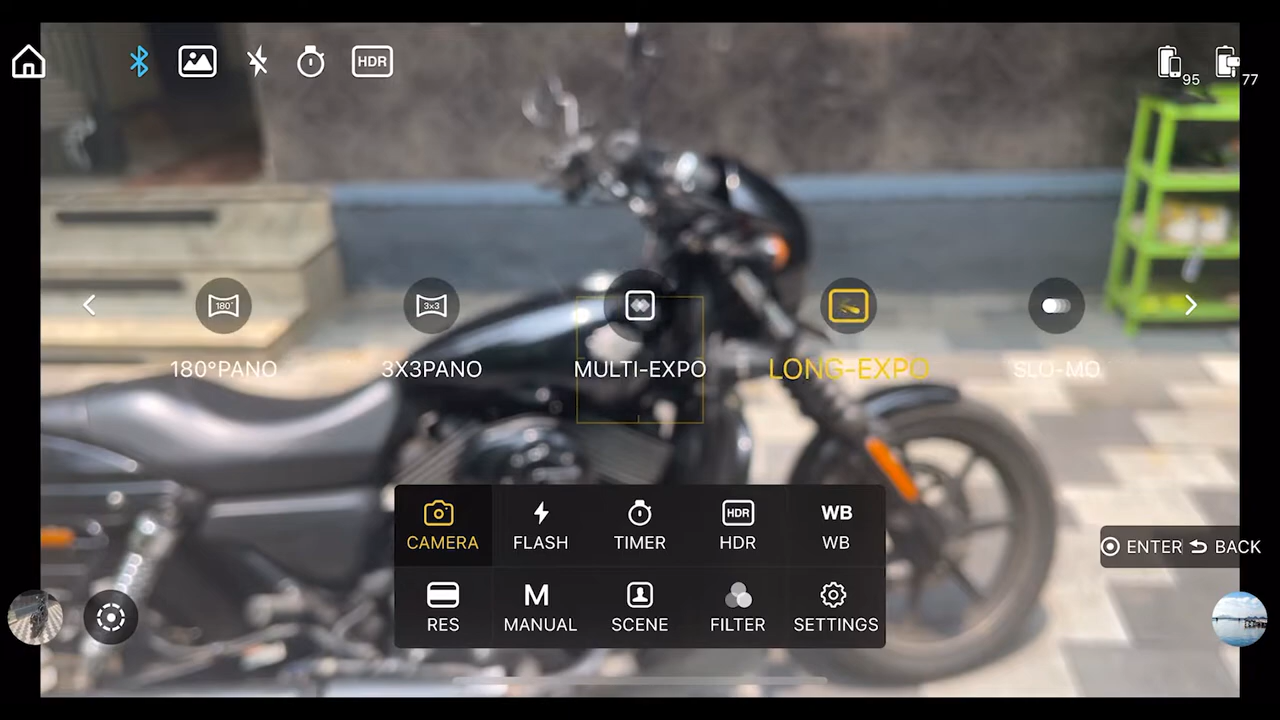 HDR
95
77
180°
3x3
180°PANO
3X3PANO
MULTI-EXPO
LONG-EXPO
SLO-MO
CAMERA
FLASH
TIMER
HDR
HDR
WB
WB
RES
M
MANUAL
SCENE
FILTER
SETTINGS
ENTER
BACK